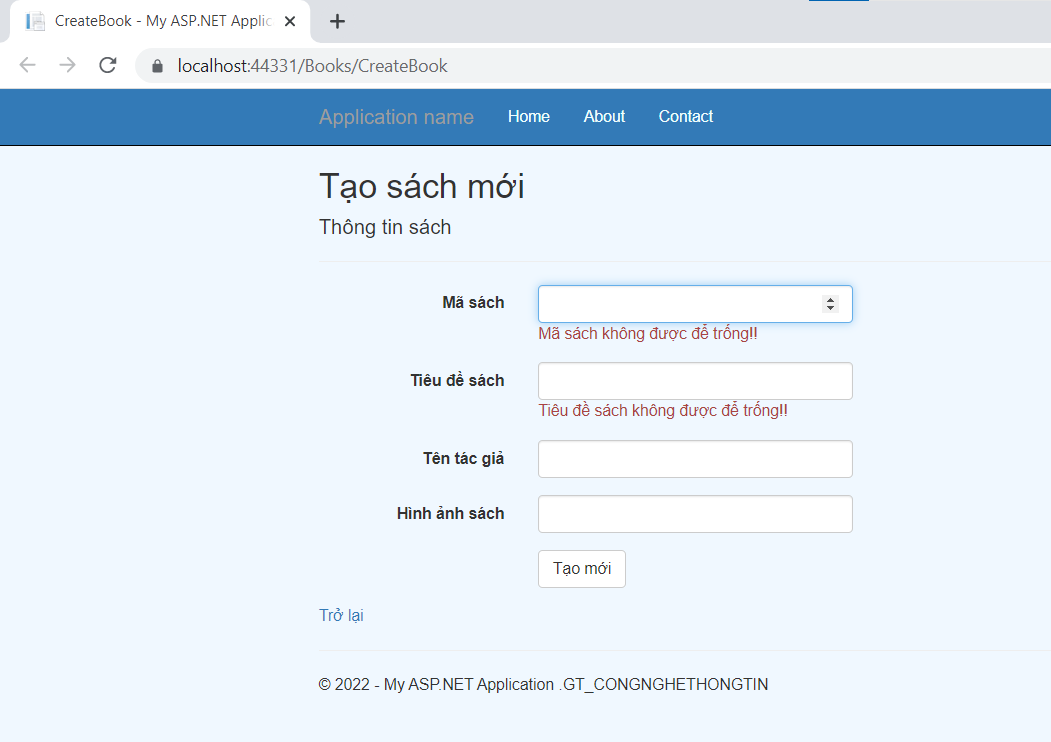 CreateBook - My ASP.NET Applic
localhost:44331/Books/CreateBook
Application name Home About Contact
Tạo sách mới
Thông tin sách
Mã sách
Mã sách không được để trống!!
Tiêu đề sách
Tiêu đề sách không được để trống!!
Tên tác giả
Hình ảnh sách
Tạo mới
Trở lại
© 2022 - My ASP.NET Application .GT_CONGNGHETHONGTIN